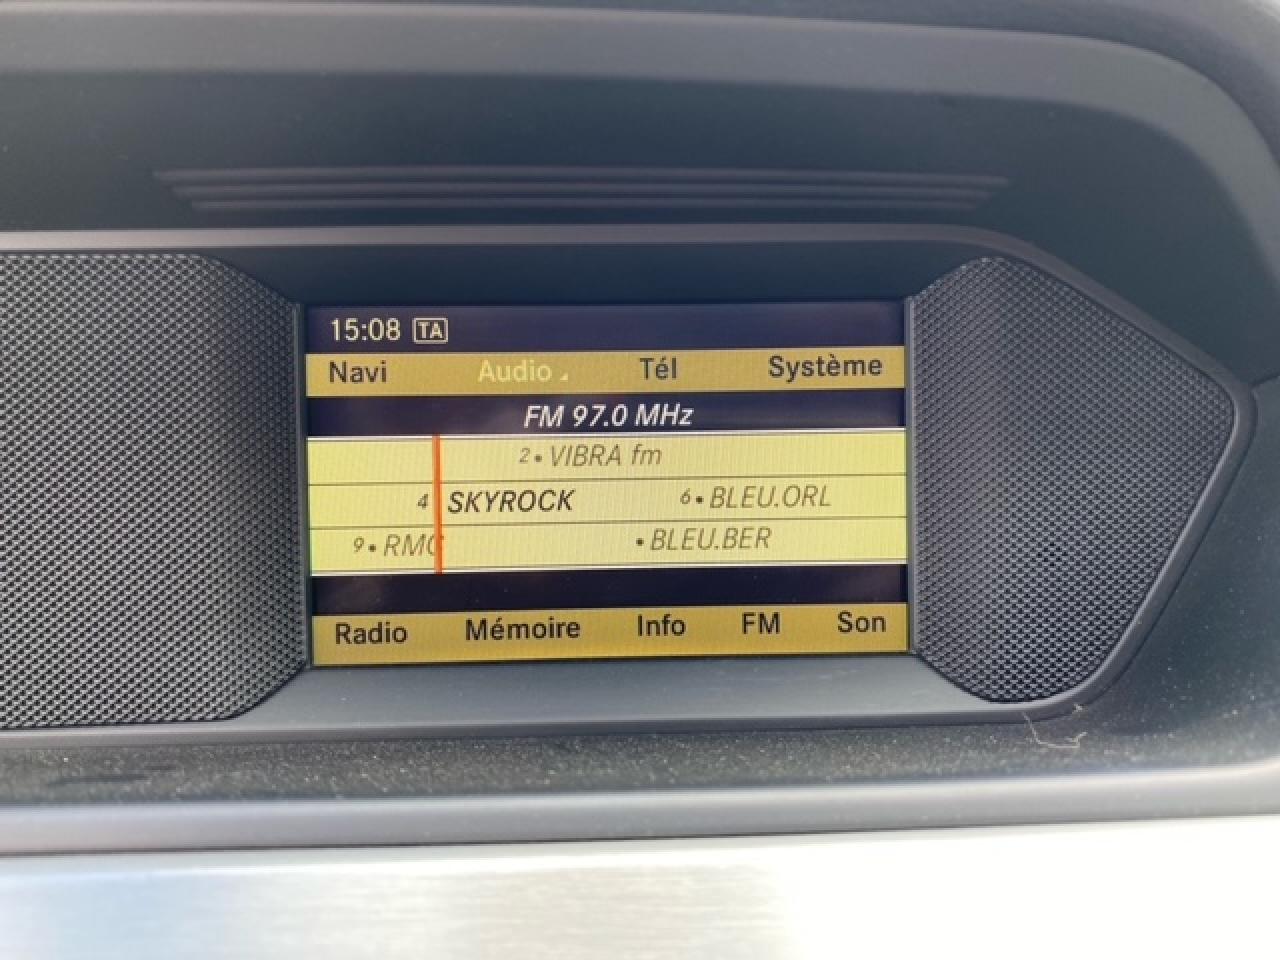 15:08 TA
Navi Audio Tél Système
FM 97.0 MHz
2•VIBRA fm
4 SKYROCK 6•BLEU.ORL
9•RMC •BLEU.BER
Radio Mémoire Info FM Son